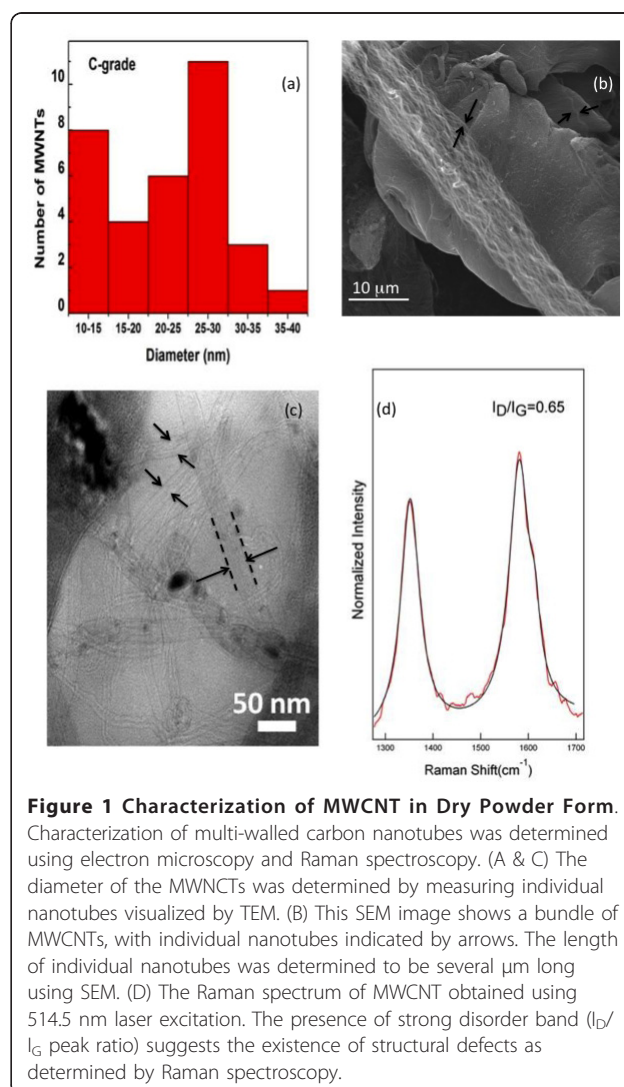 C-grade
(a)
Number of MWNTs
10
8
6
4
2
0
10-15 15-20 20-25 25-30 30-35 35-40
Diameter (nm)
(b)
10 μm
(c)
50 nm
(d)
I_D/I_G=0.65
Normalized Intensity
1300 1400 1500 1600 1700
Raman Shift(cm⁻¹)
Figure 1 Characterization of MWCNT in Dry Powder Form.
Characterization of multi-walled carbon nanotubes was determined
using electron microscopy and Raman spectroscopy. (A & C) The
diameter of the MWNCTs was determined by measuring individual
nanotubes visualized by TEM. (B) This SEM image shows a bundle of
MWCNTs, with individual nanotubes indicated by arrows. The length
of individual nanotubes was determined to be several μm long
using SEM. (D) The Raman spectrum of MWCNT obtained using
514.5 nm laser excitation. The presence of strong disorder band (I_D/
I_G peak ratio) suggests the existence of structural defects as
determined by Raman spectroscopy.